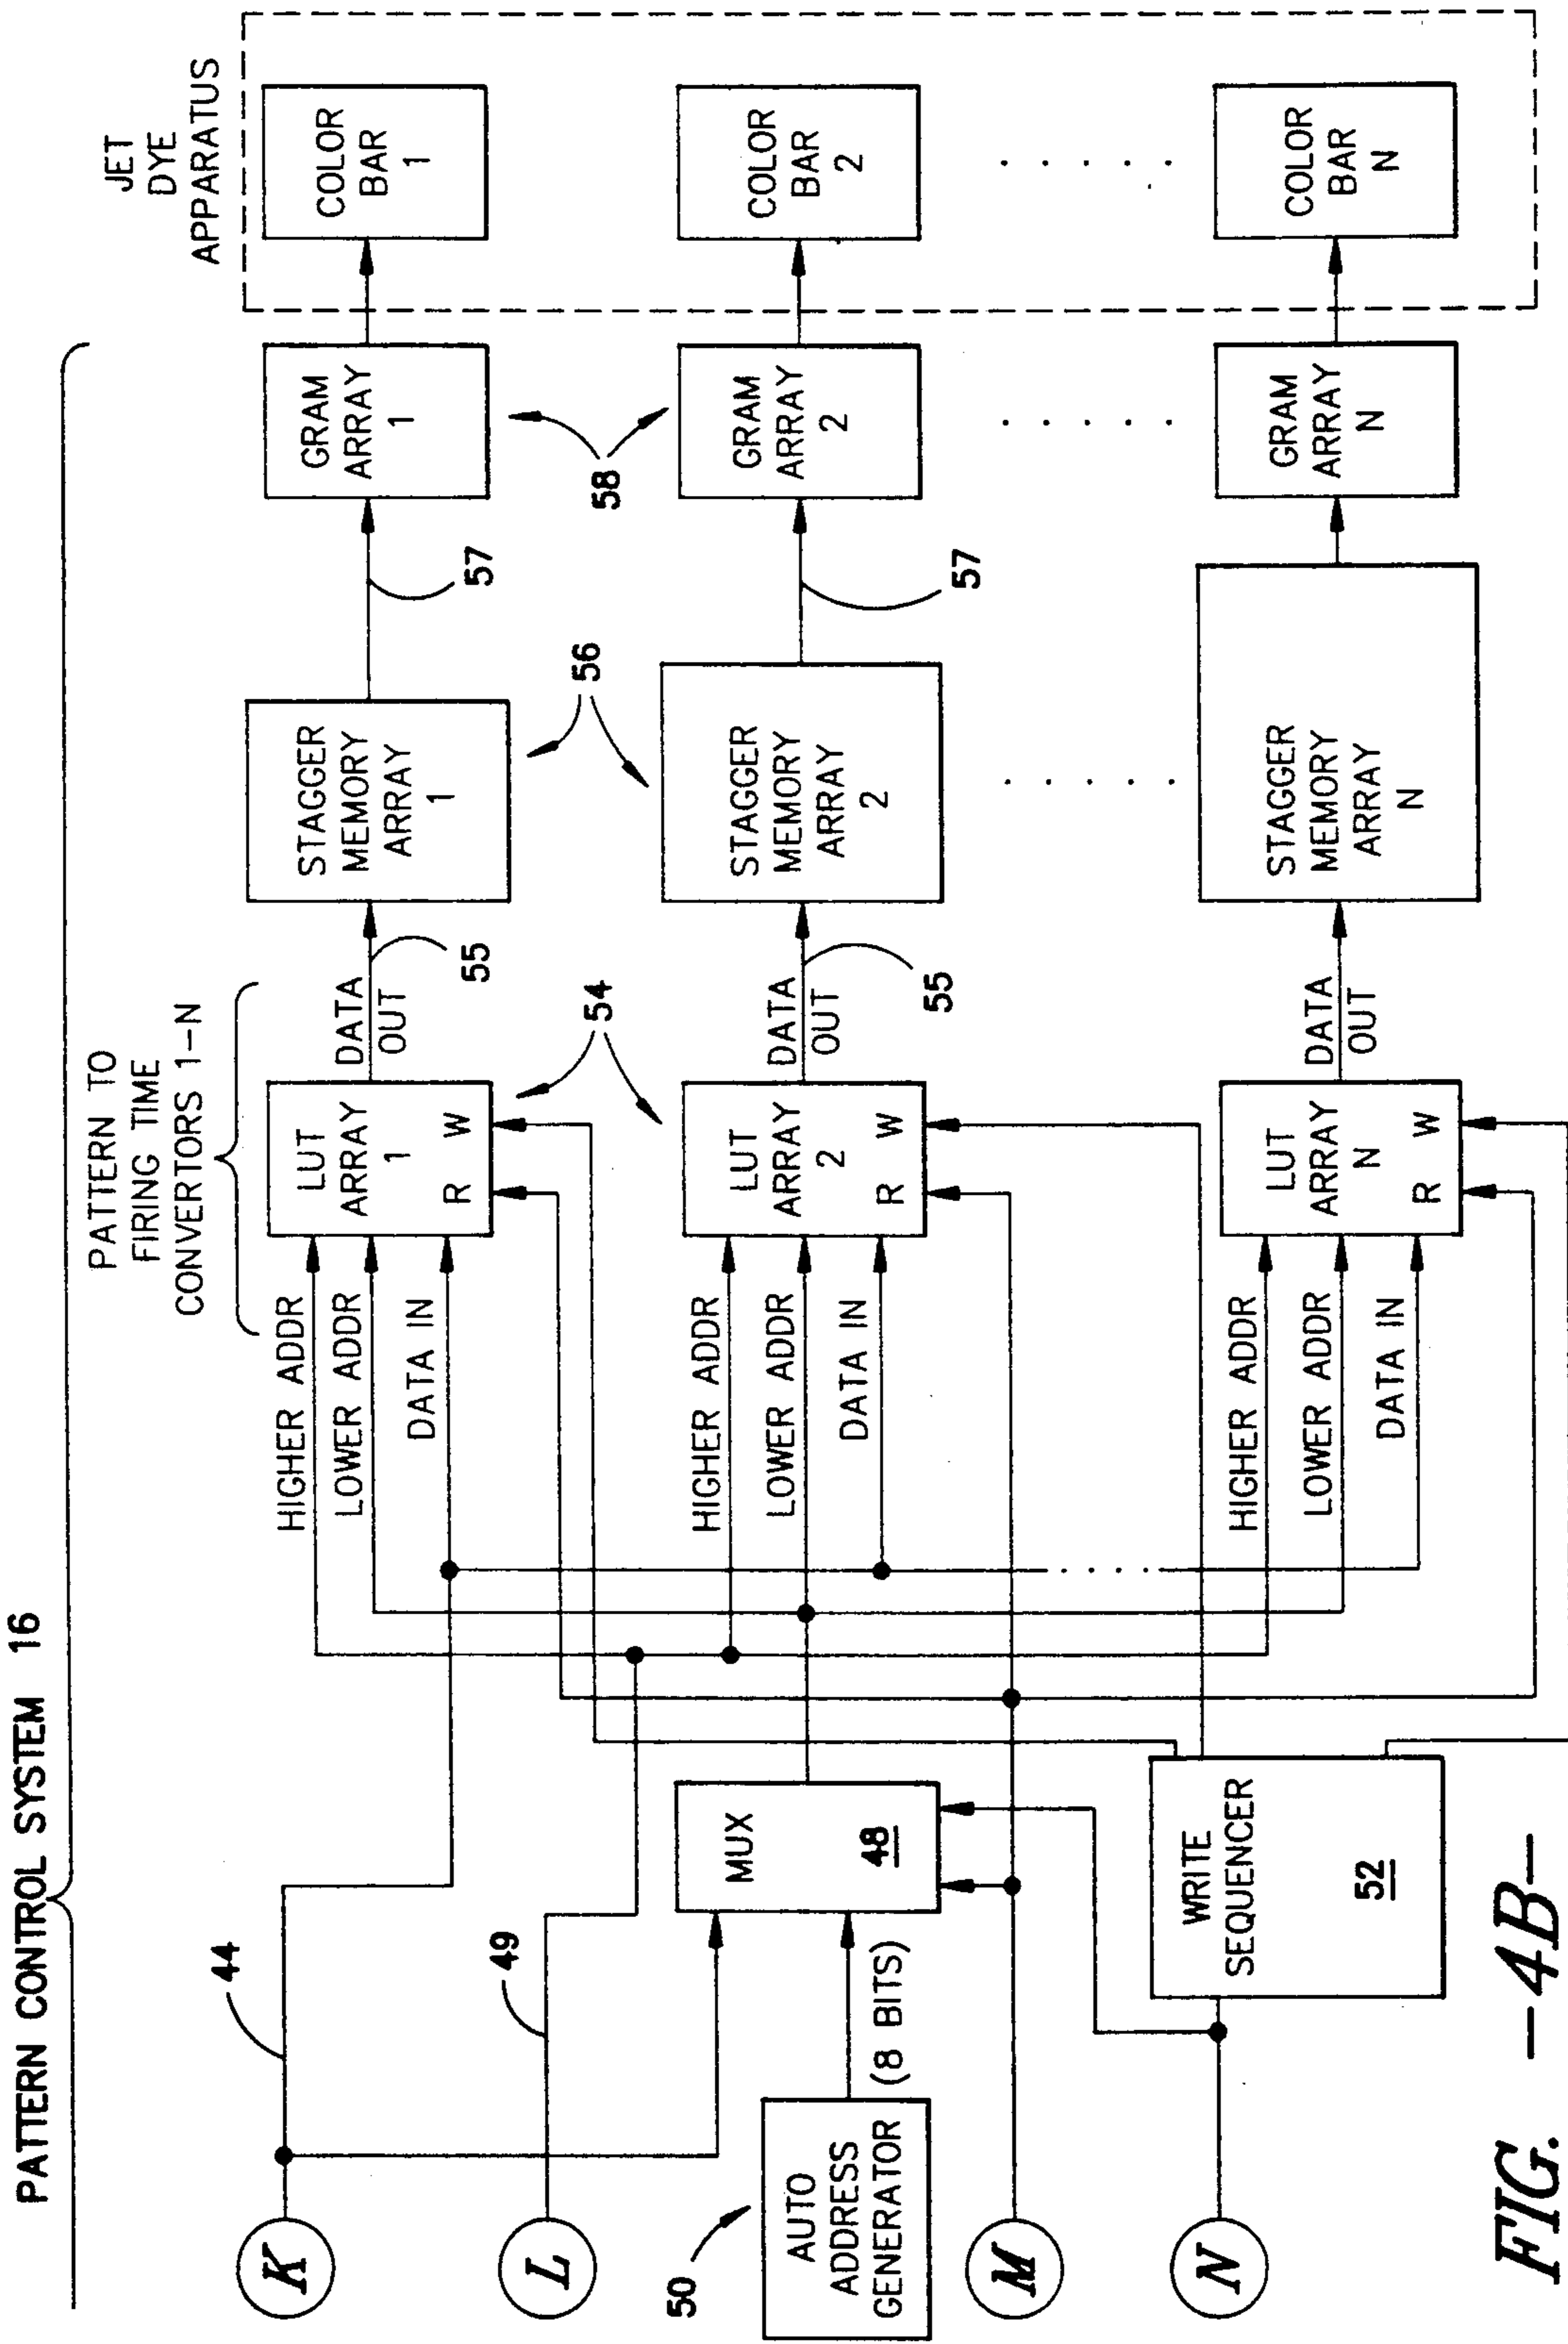 PATTERN CONTROL SYSTEM 16
JET
DYE
APPARATUS
PATTERN TO
FIRING TIME
CONVERTORS 1-N
K
44
HIGHER ADDR
LOWER ADDR
DATA IN
LUT
ARRAY
1
R W
DATA
OUT
55
STAGGER
MEMORY
ARRAY
1
57
GRAM
ARRAY
1
COLOR
BAR
1
L
49
54
56
58
50
AUTO
ADDRESS
GENERATOR
(8 BITS)
MUX
48
HIGHER ADDR
LOWER ADDR
DATA IN
LUT
ARRAY
2
R W
DATA
OUT
55
STAGGER
MEMORY
ARRAY
2
57
GRAM
ARRAY
2
COLOR
BAR
2
M
N
WRITE
SEQUENCER
52
HIGHER ADDR
LOWER ADDR
DATA IN
LUT
ARRAY
N
R W
DATA
OUT
STAGGER
MEMORY
ARRAY
N
GRAM
ARRAY
N
COLOR
BAR
N
FIG. -4B-